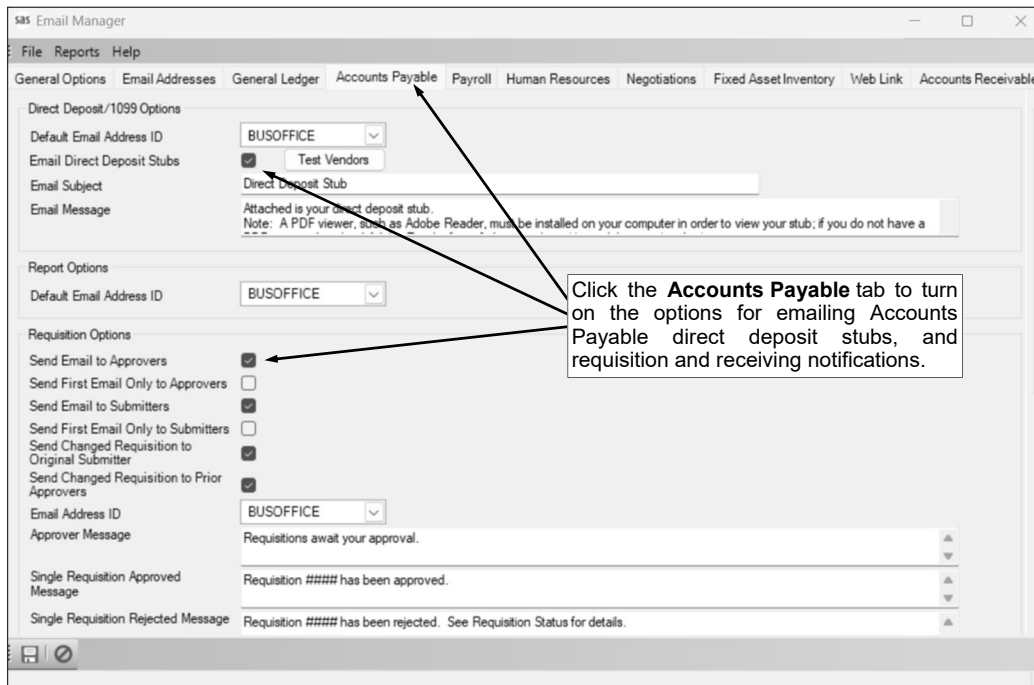 sas Email Manager
File Reports Help
General Options Email Addresses General Ledger Accounts Payable Payroll Human Resources Negotiations Fixed Asset Inventory Web Link Accounts Receivable
Direct Deposit/1099 Options
Default Email Address ID BUSOFFICE
Email Direct Deposit Stubs Test Vendors
Email Subject Direct Deposit Stub
Email Message Attached is your direct deposit stub.
Note: A PDF viewer, such as Adobe Reader, must be installed on your computer in order to view your stub; if you do not have a
Report Options
Default Email Address ID BUSOFFICE
Click the Accounts Payable tab to turn
on the options for emailing Accounts
Payable direct deposit stubs, and
requisition and receiving notifications.
Requisition Options
Send Email to Approvers
Send First Email Only to Approvers
Send Email to Submitters
Send First Email Only to Submitters
Send Changed Requisition to
Original Submitter
Send Changed Requisition to Prior
Approvers
Email Address ID BUSOFFICE
Approver Message Requisitions await your approval.
Single Requisition Approved
Message Requisition #### has been approved.
Single Requisition Rejected Message Requisition #### has been rejected. See Requisition Status for details.